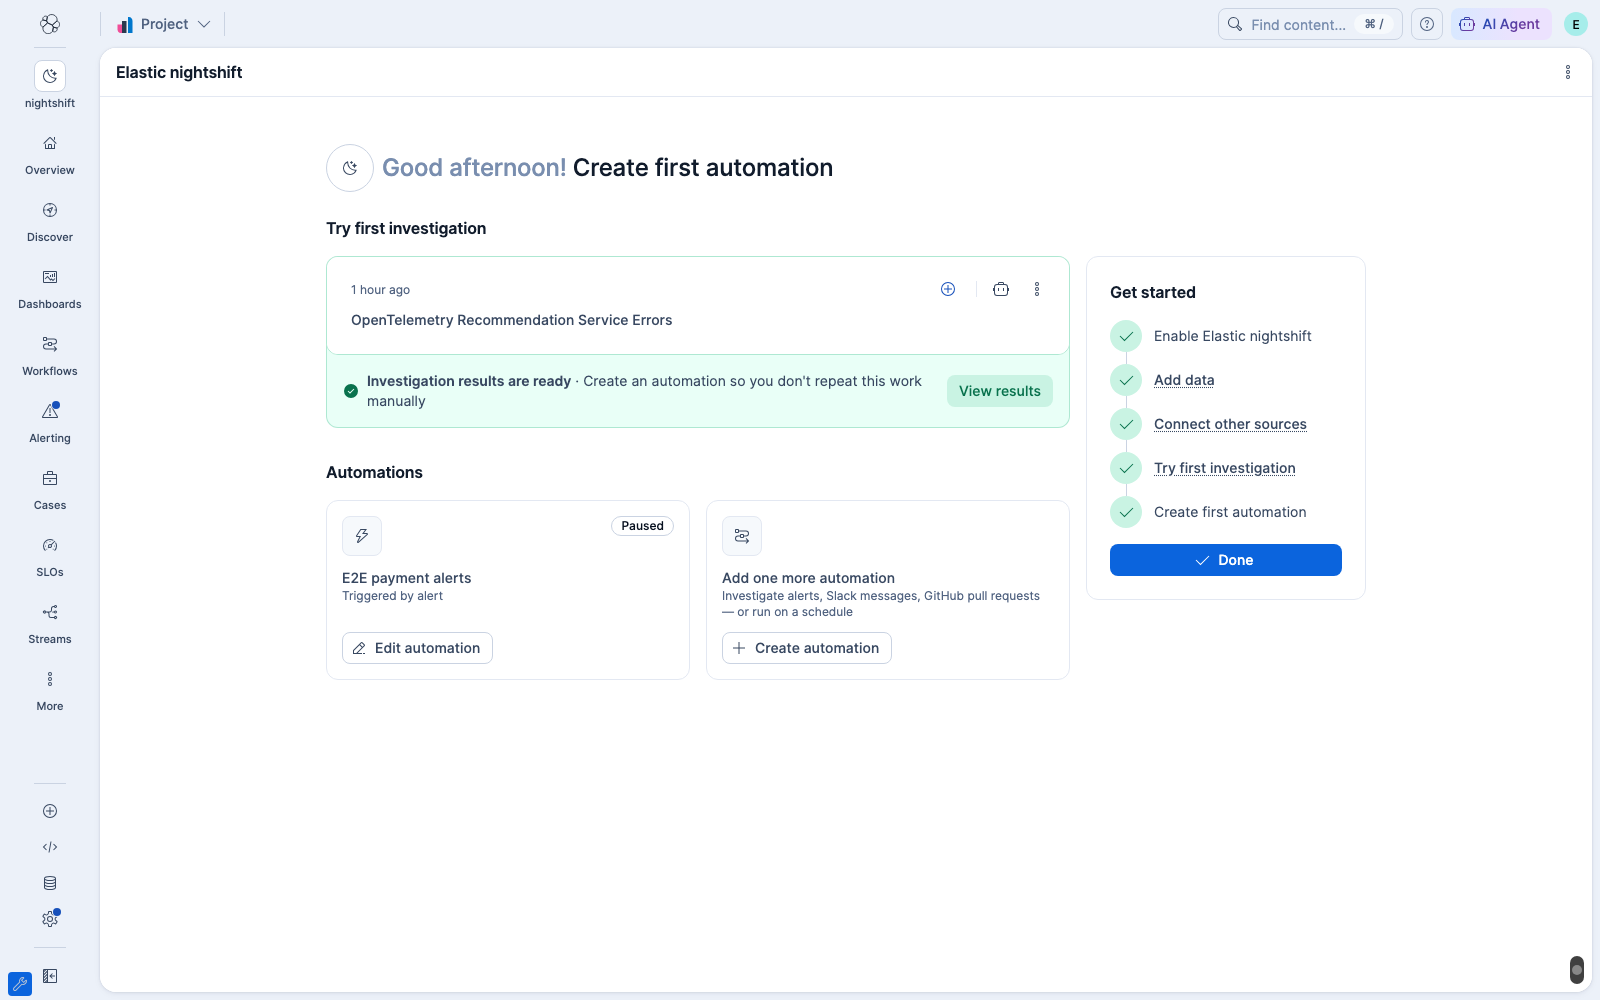 Project
Find content...
⌘ /
AI Agent
E
nightshift
Overview
Discover
Dashboards
Workflows
Alerting
Cases
SLOs
Streams
More
Elastic nightshift
Good afternoon! Create first automation
Try first investigation
1 hour ago
OpenTelemetry Recommendation Service Errors
Investigation results are ready · Create an automation so you don't repeat this work
manually
View results
Automations
Paused
E2E payment alerts
Triggered by alert
Edit automation
Add one more automation
Investigate alerts, Slack messages, GitHub pull requests
— or run on a schedule
Create automation
Get started
Enable Elastic nightshift
Add data
Connect other sources
Try first investigation
Create first automation
Done